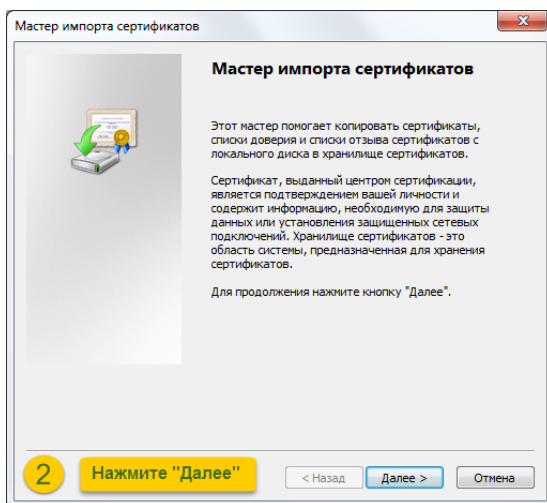 Мастер импорта сертификатов
x
Мастер импорта сертификатов
Этот мастер помогает копировать сертификаты,
списки доверия и списки отзыва сертификатов с
локального диска в хранилище сертификатов.
Сертификат, выданный центром сертификации,
является подтверждением вашей личности и
содержит информацию, необходимую для защиты
данных или установления защищенных сетевых
подключений. Хранилище сертификатов - это
область системы, предназначенная для хранения
сертификатов.
Для продолжения нажмите кнопку "Далее".
2 Нажмите "Далее" < Назад Далее > Отмена